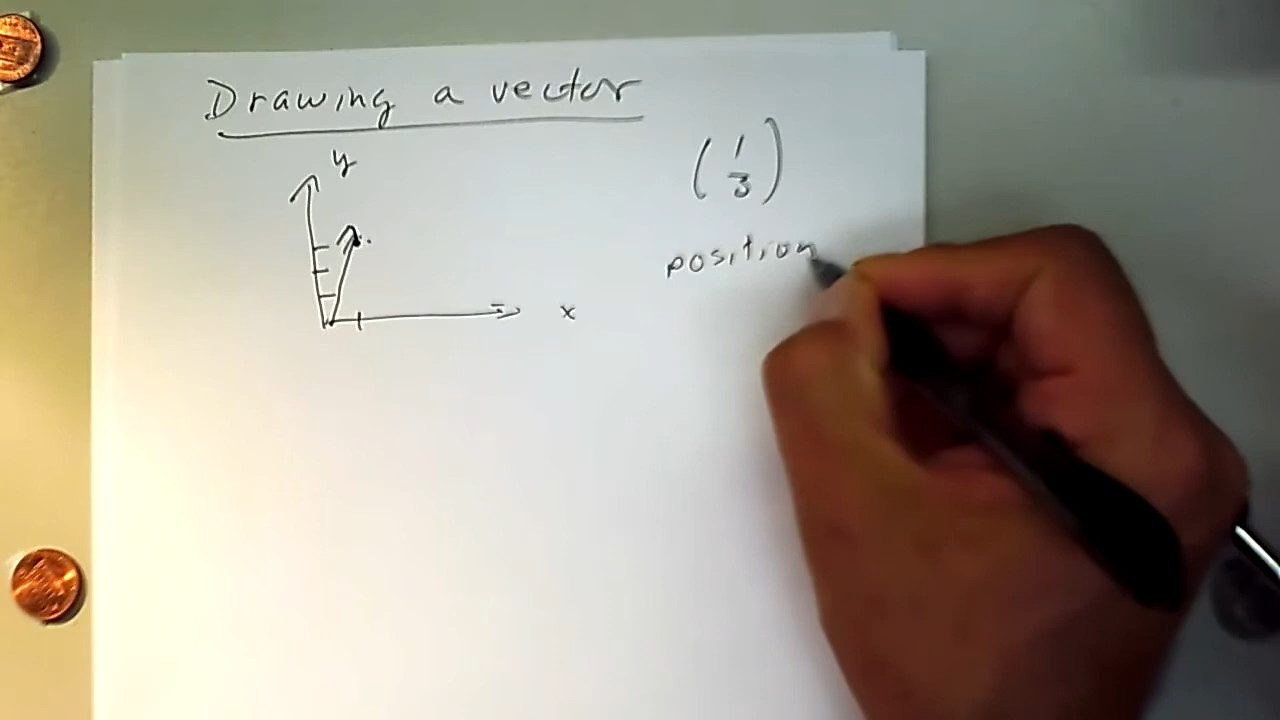 Drawing a vector
y
x
( 1
3 )
position